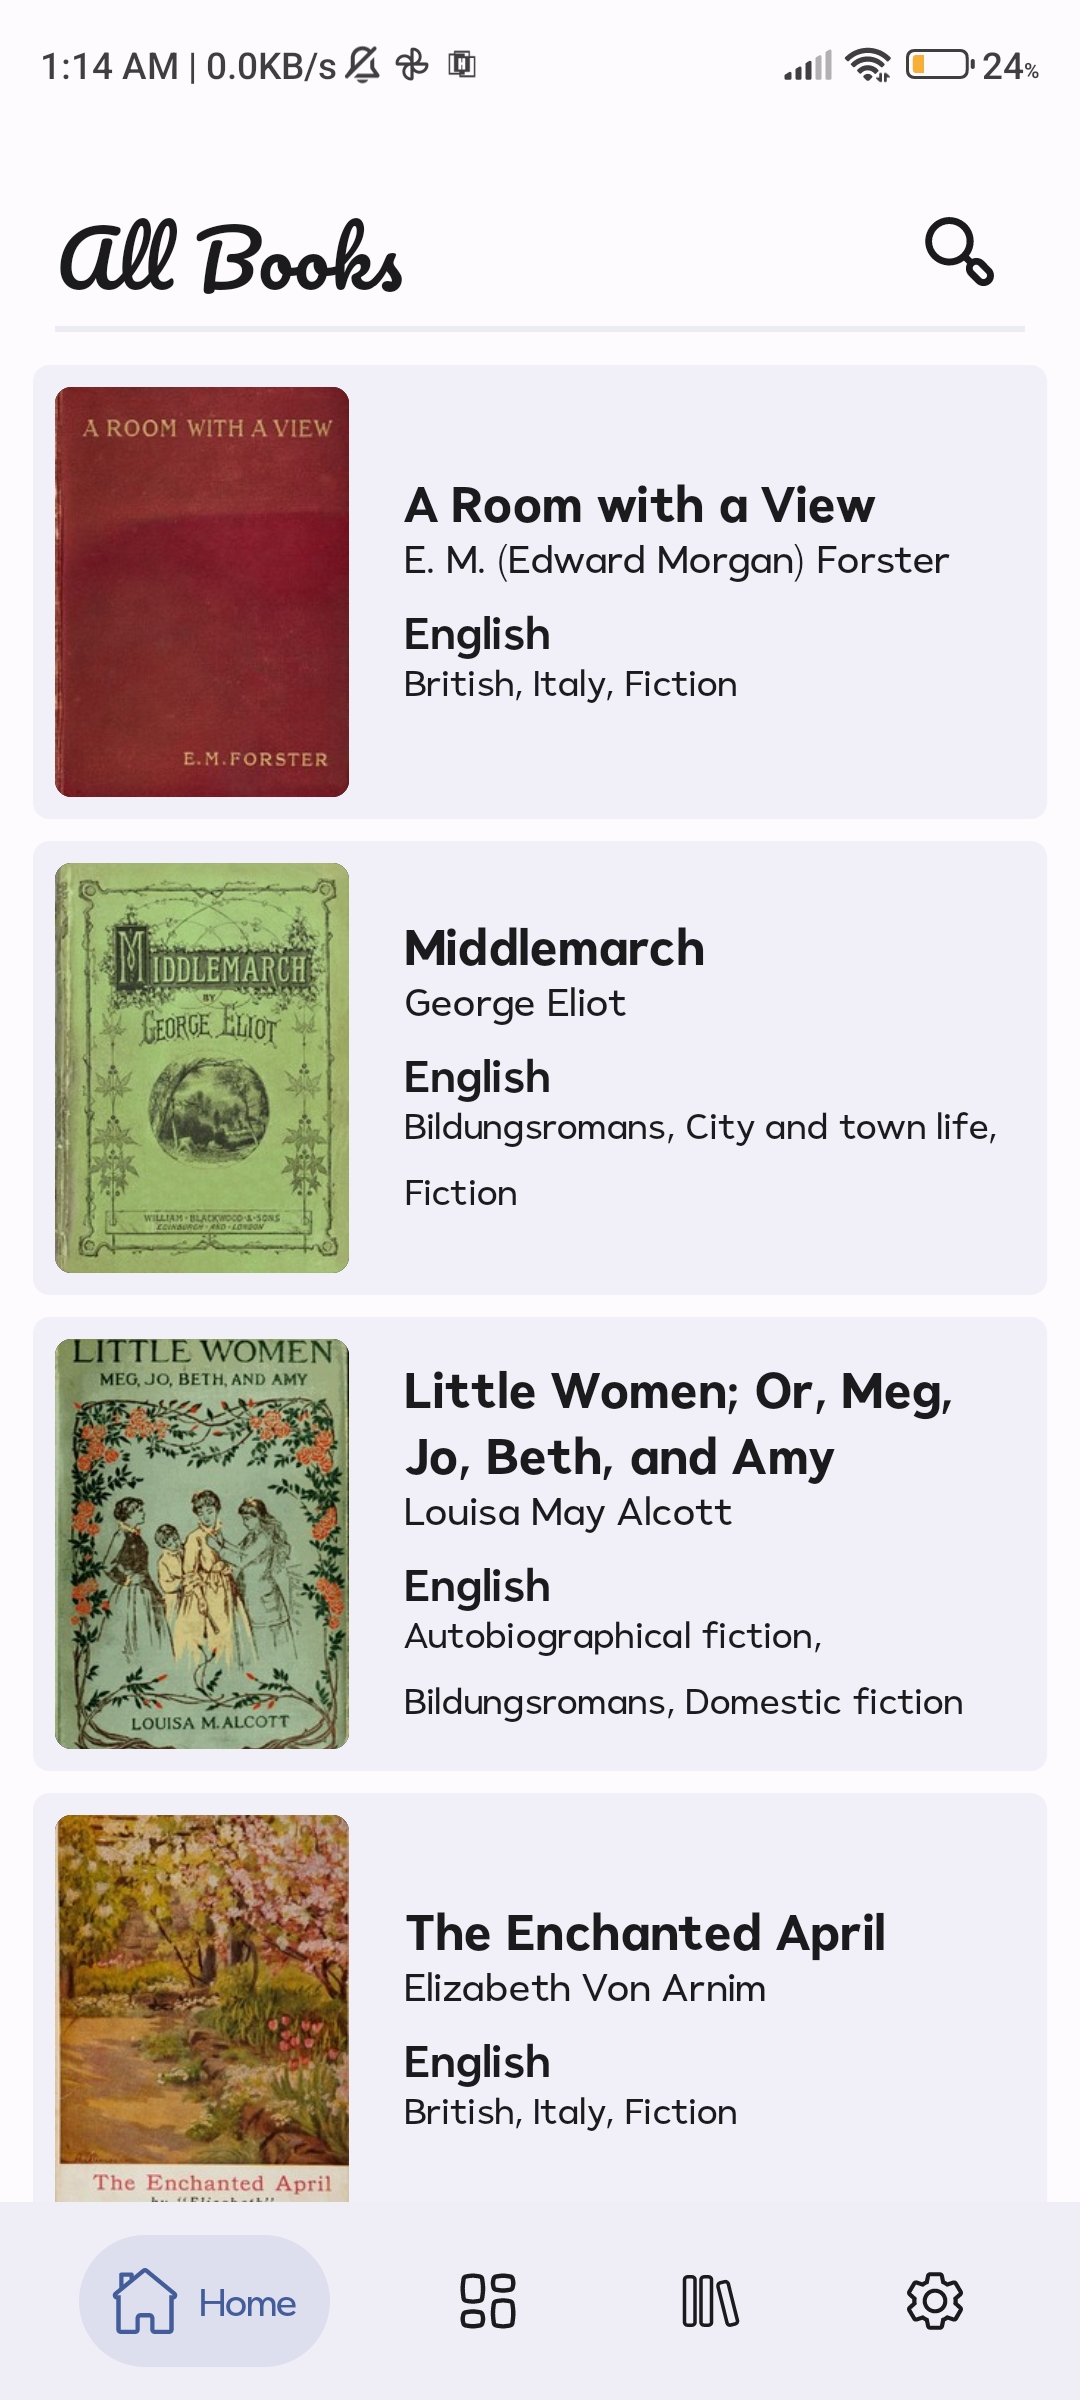 1:14 AM | 0.0KB/s
24%
All Books
A ROOM WITH A VIEW
E.M.FORSTER
A Room with a View
E. M. (Edward Morgan) Forster
English
British, Italy, Fiction
MIDDLEMARCH
BY
GEORGE ELIOT
WILLIAM·BLACKWOOD·&·SONS
EDINBURGH·AND·LONDON
Middlemarch
George Eliot
English
Bildungsromans, City and town life,
Fiction
LITTLE WOMEN
MEG, JO, BETH, AND AMY
LOUISA M. ALCOTT
Little Women; Or, Meg,
Jo, Beth, and Amy
Louisa May Alcott
English
Autobiographical fiction,
Bildungsromans, Domestic fiction
The Enchanted April
by "Elizabeth"
The Enchanted April
Elizabeth Von Arnim
English
British, Italy, Fiction
Home